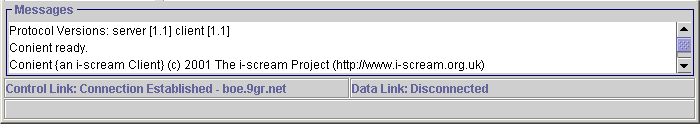 Messages
Protocol Versions: server [1.1] client [1.1]
Conient ready.
Conient {an i-scream Client} (c) 2001 The i-scream Project (http://www.i-scream.org.uk)
Control Link: Connection Established - boe.9gr.net
Data Link: Disconnected